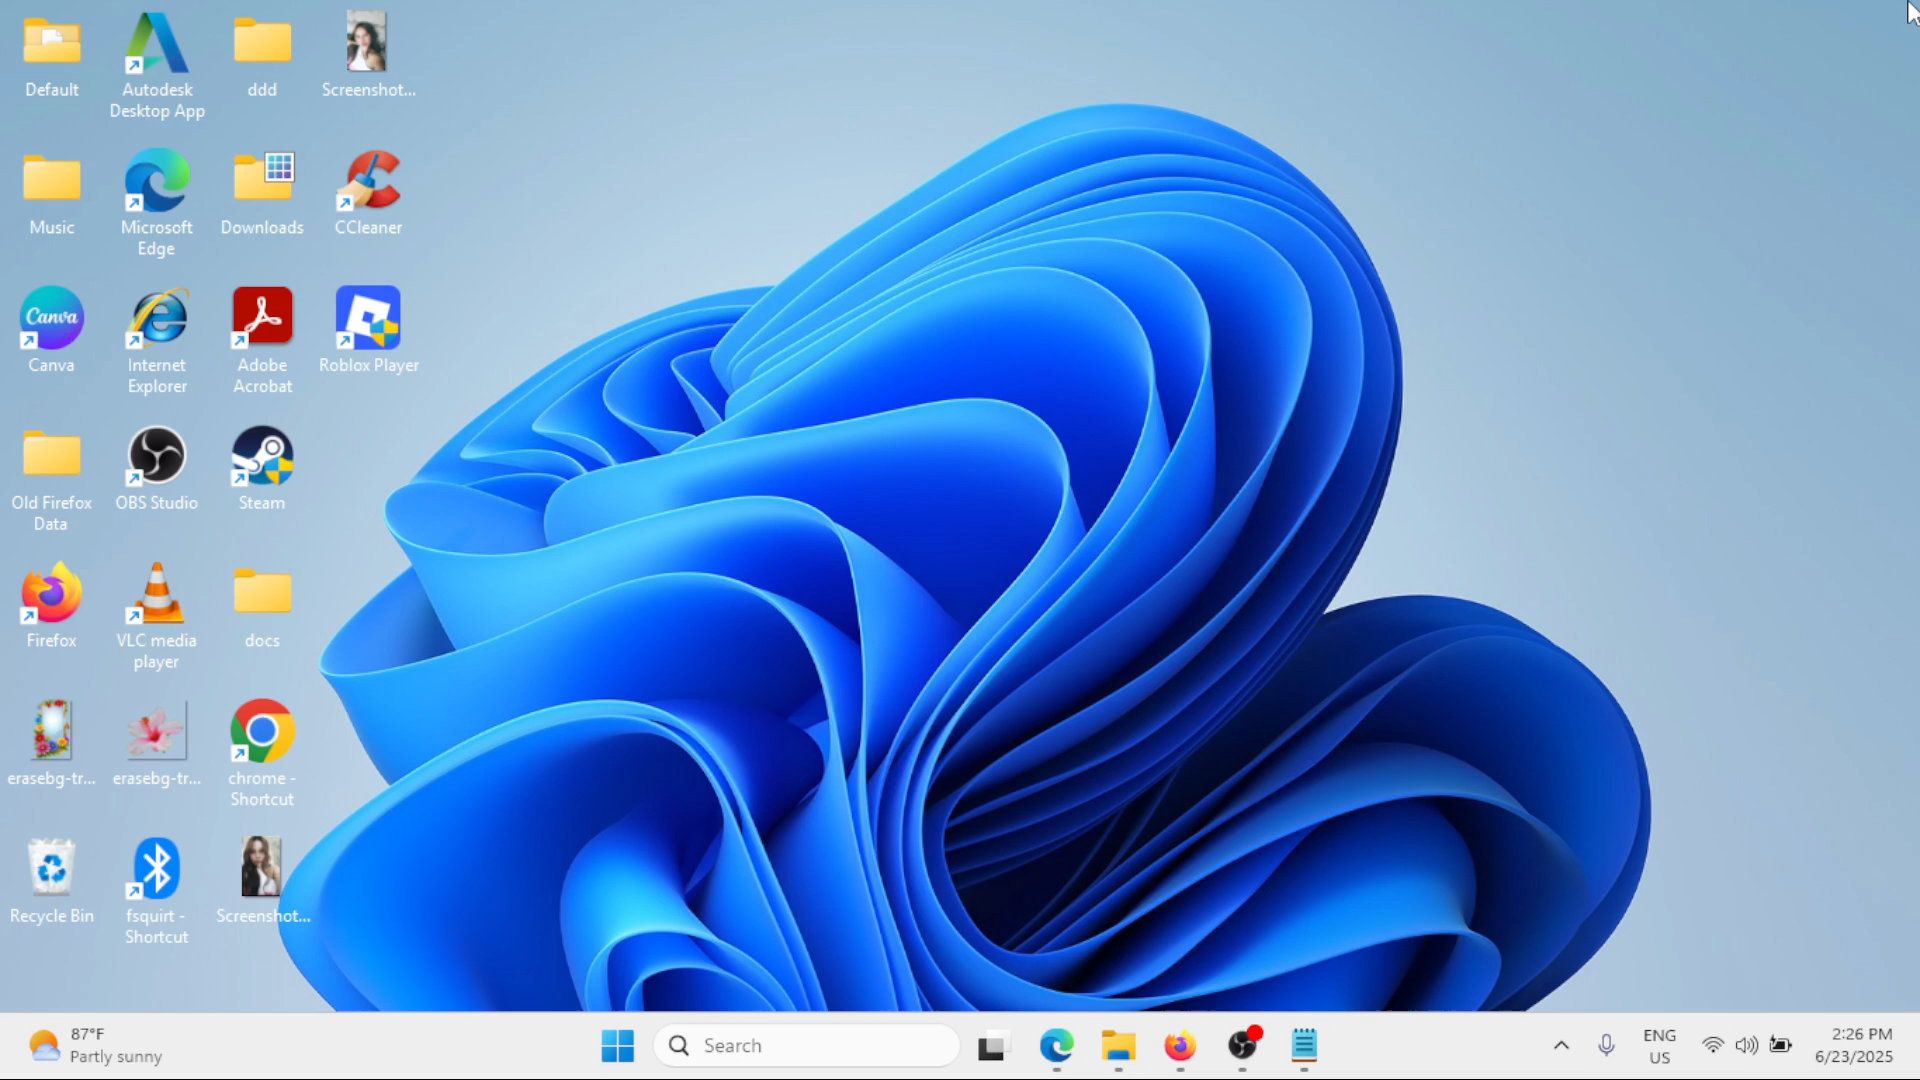 Default
Autodesk
Desktop App
ddd
Screenshot...
Music
Microsoft
Edge
Downloads
CCleaner
Canva
Canva
Internet
Explorer
Adobe
Acrobat
Roblox Player
Old Firefox
Data
OBS Studio
Steam
Firefox
VLC media
player
docs
erasebg-tr...
erasebg-tr...
chrome -
Shortcut
Recycle Bin
fsquirt -
Shortcut
Screenshot...
87°F
Partly sunny
Search
ENG
US
2:26 PM
6/23/2025